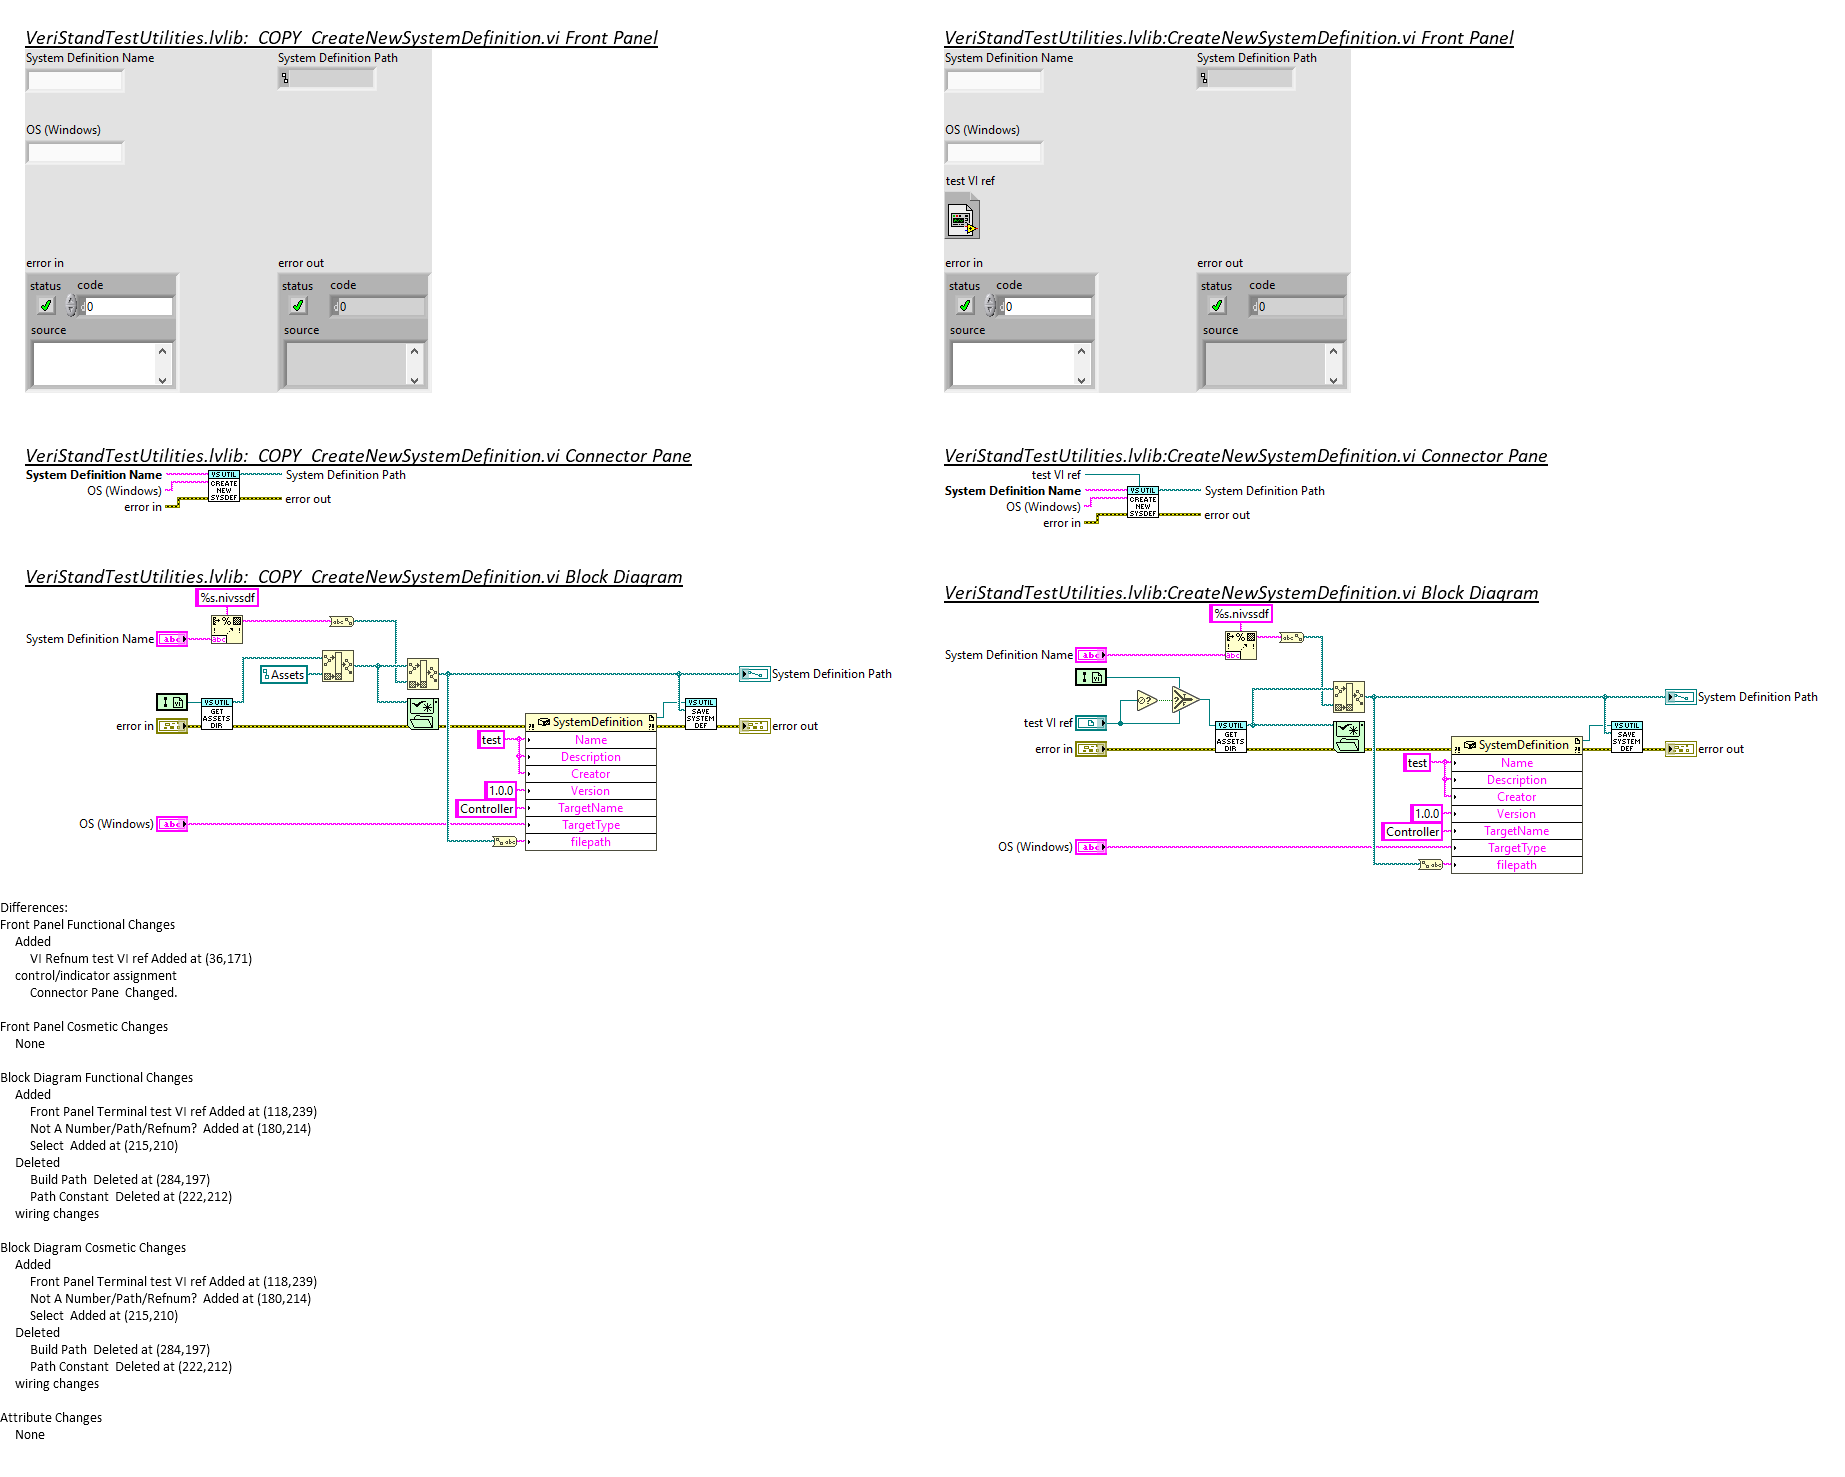 VeriStandTestUtilities.lvlib:_COPY_CreateNewSystemDefinition.vi Front Panel
System Definition Name
System Definition Path
OS (Windows)
error in
error out
status code
0
source
status code
0
source
VeriStandTestUtilities.lvlib:_COPY_CreateNewSystemDefinition.vi Connector Pane
System Definition Name
OS (Windows)
error in
VS UTIL
CREATE
NEW
SYSDEF
System Definition Path
error out
VeriStandTestUtilities.lvlib:_COPY_CreateNewSystemDefinition.vi Block Diagram
%s.nivssdf
System Definition Name
abc
Assets
System Definition Path
VS UTIL
GET
ASSETS
DIR
VS UTIL
SAVE
SYSTEM
DEF
error in
error out
SystemDefinition
test
Name
Description
Creator
1.0.0
Version
Controller
TargetName
OS (Windows)
abc
TargetType
filepath
VeriStandTestUtilities.lvlib:CreateNewSystemDefinition.vi Front Panel
System Definition Name
System Definition Path
OS (Windows)
test VI ref
error in
error out
status code
0
source
status code
0
source
VeriStandTestUtilities.lvlib:CreateNewSystemDefinition.vi Connector Pane
test VI ref
System Definition Name
OS (Windows)
error in
VS UTIL
CREATE
NEW
SYSDEF
System Definition Path
error out
VeriStandTestUtilities.lvlib:CreateNewSystemDefinition.vi Block Diagram
%s.nivssdf
System Definition Name
abc
System Definition Path
test VI ref
VS UTIL
GET
ASSETS
DIR
VS UTIL
SAVE
SYSTEM
DEF
error in
error out
SystemDefinition
test
Name
Description
Creator
1.0.0
Version
Controller
TargetName
OS (Windows)
abc
TargetType
filepath
Differences:
Front Panel Functional Changes
Added
VI Refnum test VI ref Added at (36,171)
control/indicator assignment
Connector Pane  Changed.
Front Panel Cosmetic Changes
None
Block Diagram Functional Changes
Added
Front Panel Terminal test VI ref Added at (118,239)
Not A Number/Path/Refnum?  Added at (180,214)
Select  Added at (215,210)
Deleted
Build Path  Deleted at (284,197)
Path Constant  Deleted at (222,212)
wiring changes
Block Diagram Cosmetic Changes
Added
Front Panel Terminal test VI ref Added at (118,239)
Not A Number/Path/Refnum?  Added at (180,214)
Select  Added at (215,210)
Deleted
Build Path  Deleted at (284,197)
Path Constant  Deleted at (222,212)
wiring changes
Attribute Changes
None